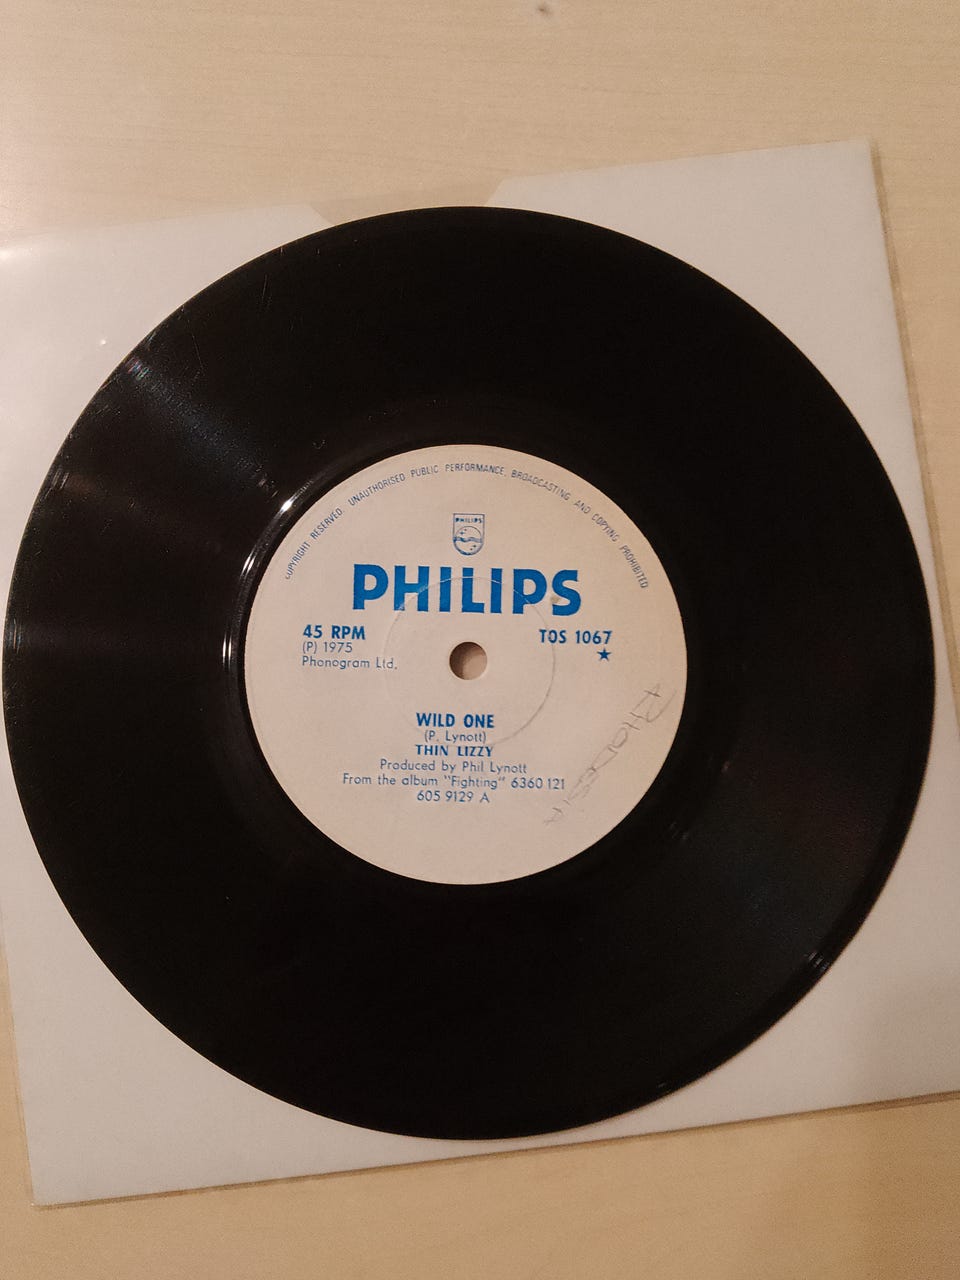 COPYRIGHT RESERVED. UNAUTHORISED PUBLIC PERFORMANCE, BROADCASTING AND COPYING PROHIBITED
PHILIPS
PHILIPS
45 RPM
(P) 1975
Phonogram Ltd.
TOS 1067
★
WILD ONE
(P. Lynott)
THIN LIZZY
Produced by Phil Lynott
From the album "Fighting" 6360 121
605 9129 A
RHODESIA